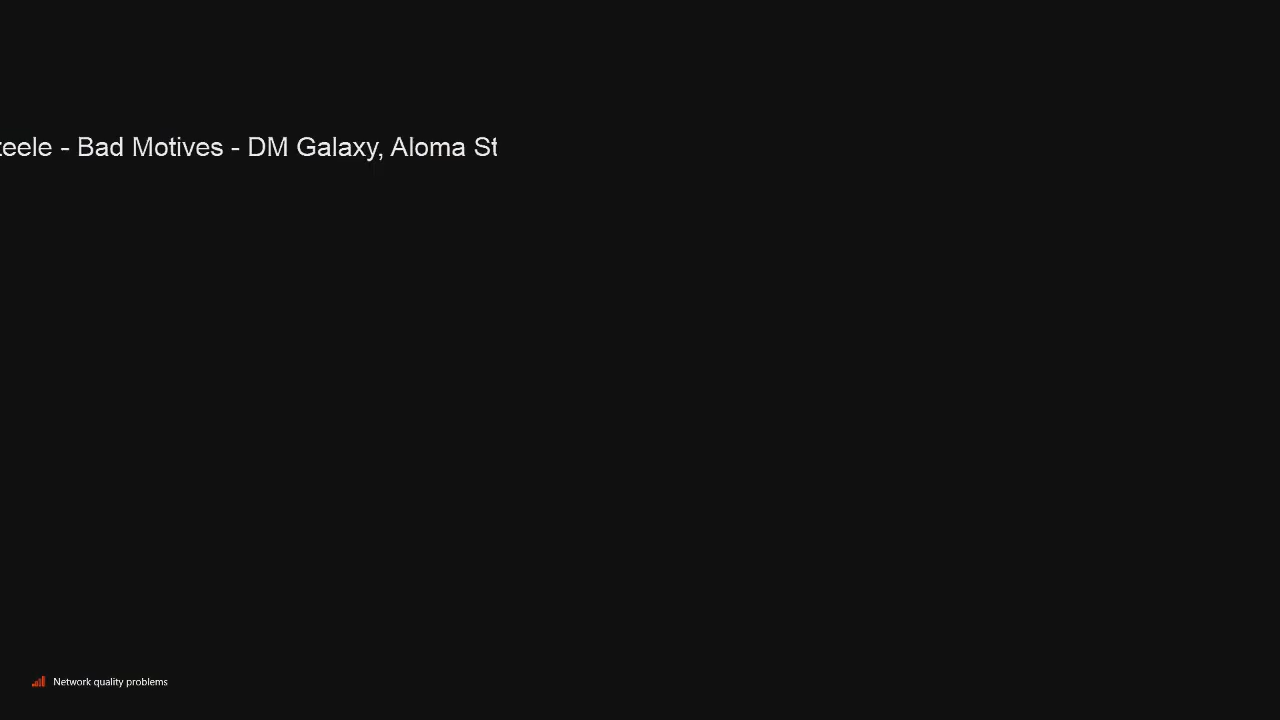 teele - Bad Motives - DM Galaxy, Aloma St
Network quality problems